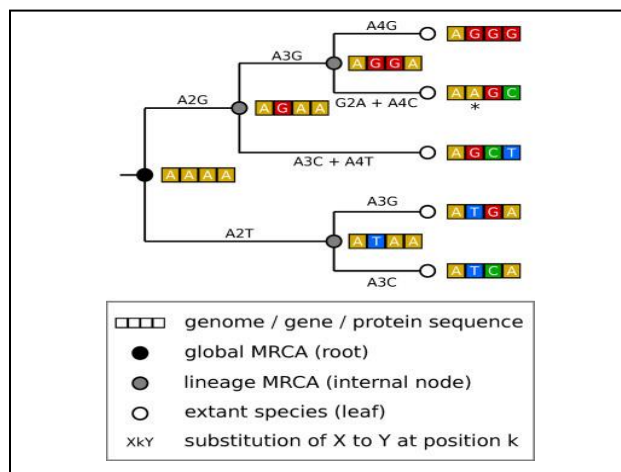 A4G
A G G G
A3G
A G G A
G2A + A4C
A A G C
*
A2G
A G A A
A3C + A4T
A G C T
A A A A
A3G
A T G A
A2T
A T A A
A3C
A T C A
genome / gene / protein sequence
global MRCA (root)
lineage MRCA (internal node)
extant species (leaf)
XkY substitution of X to Y at position k